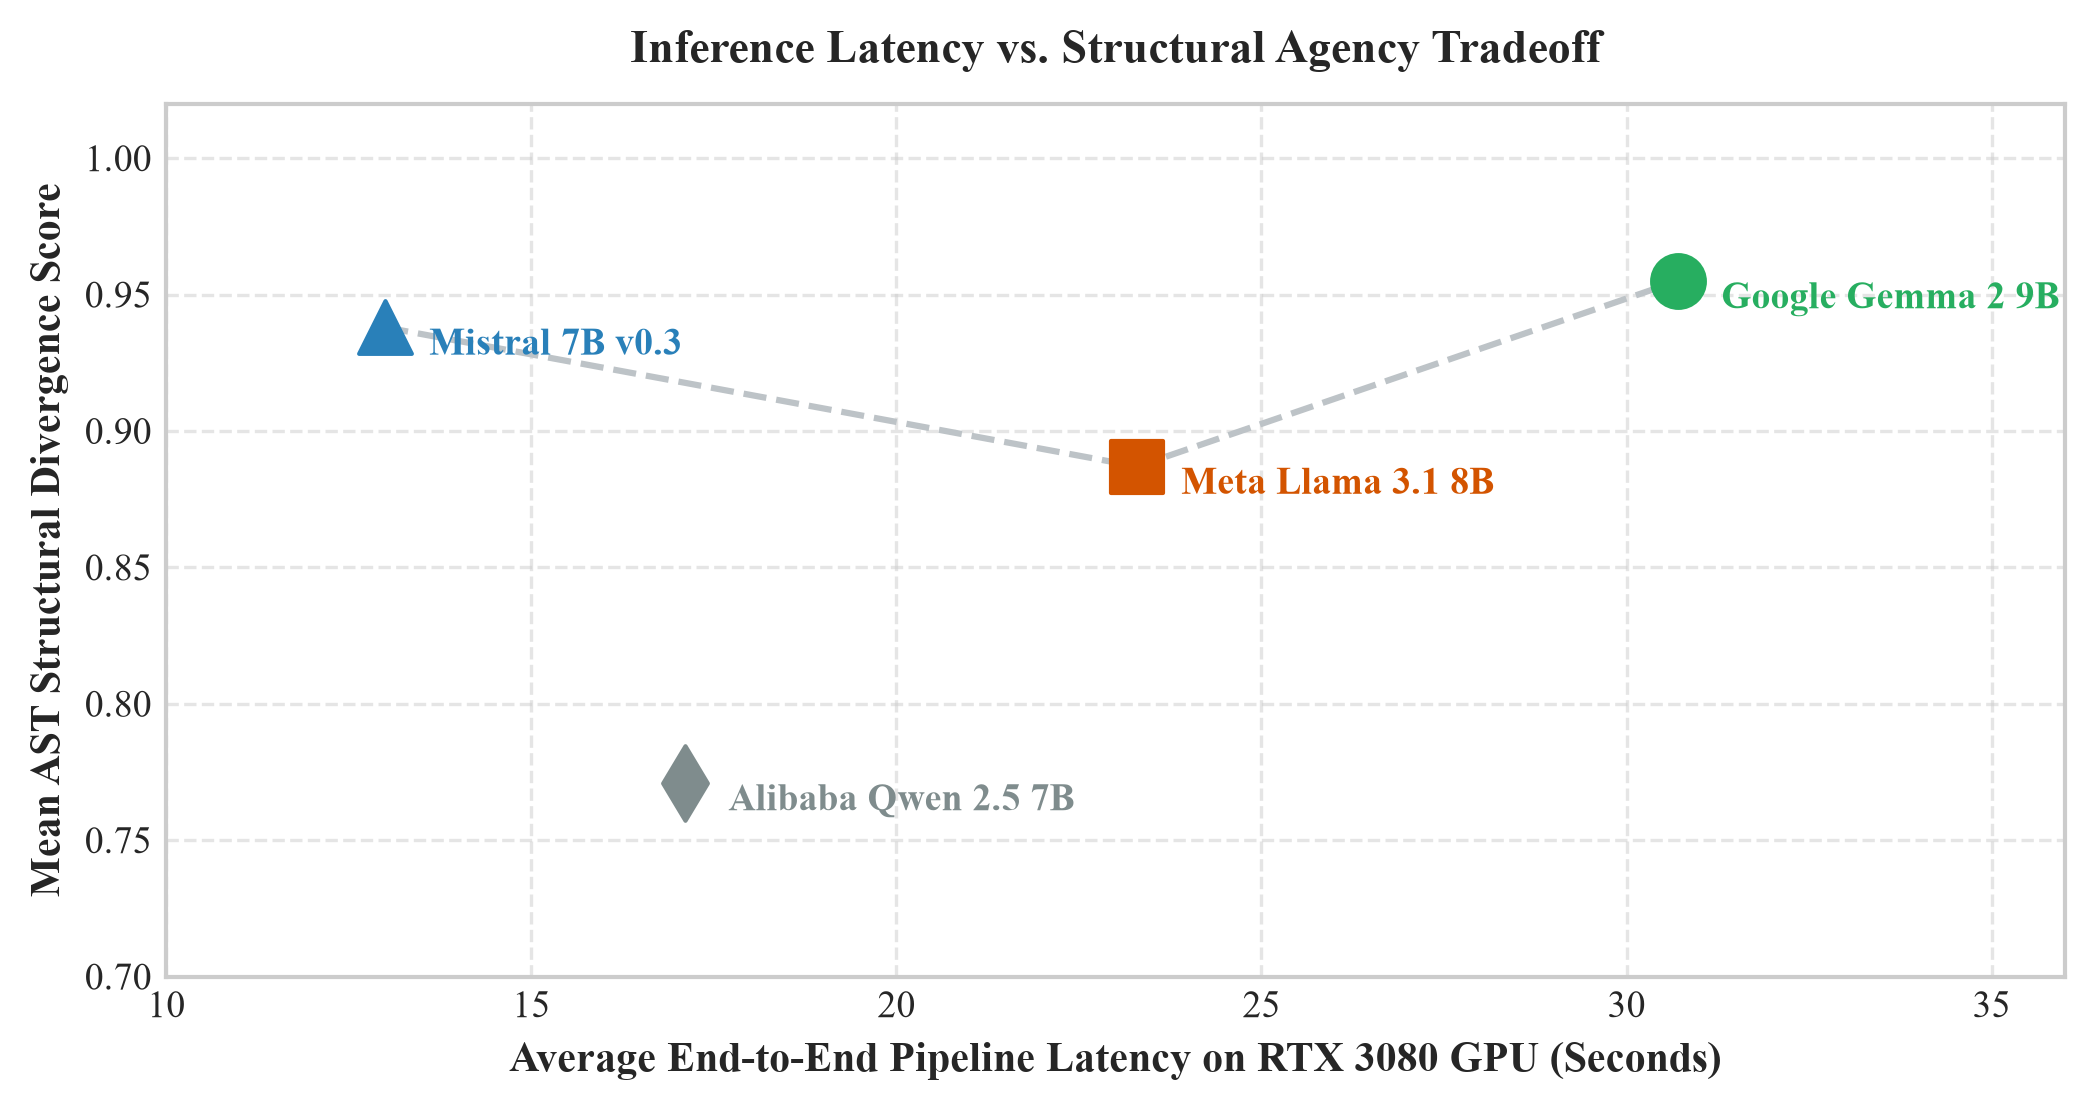 Inference Latency vs. Structural Agency Tradeoff
Mean AST Structural Divergence Score
1.00
0.95
0.90
0.85
0.80
0.75
0.70
Google Gemma 2 9B
Mistral 7B v0.3
Meta Llama 3.1 8B
Alibaba Qwen 2.5 7B
10 15 20 25 30 35
Average End-to-End Pipeline Latency on RTX 3080 GPU (Seconds)